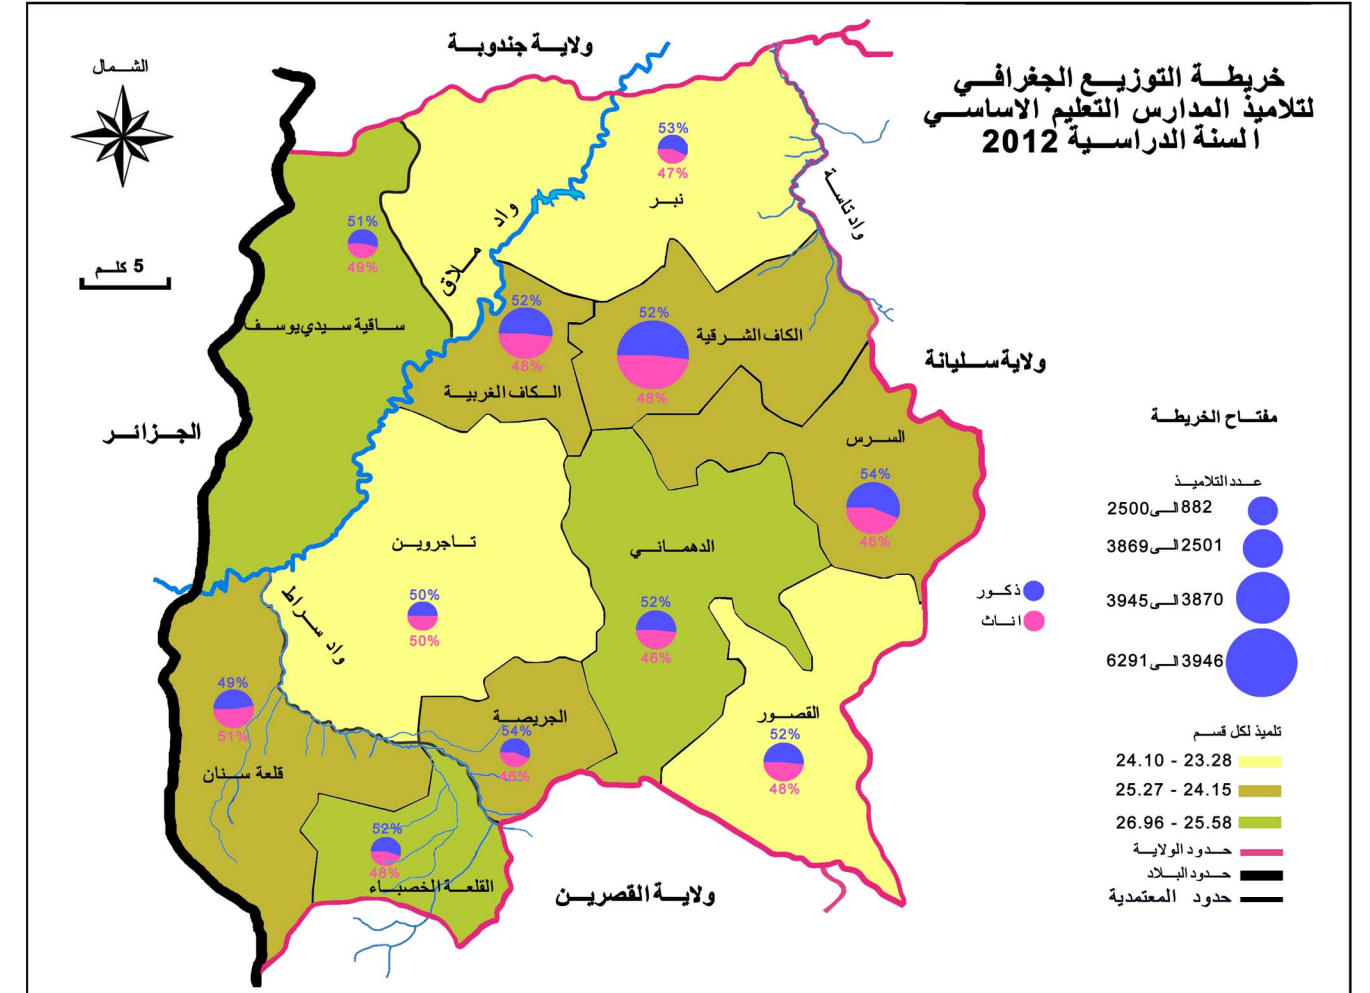 خريطة التوزيع الجغرافي
لتلاميذ المدارس التعليم الاساسي
السنة الدراسية 2012
الشمال
5 كلم
ولاية جندوبة
ولاية سليانة
ولاية القصرين
الجزائر
واد ملاق
واد تاسة
واد سراط
53%
47%
نبر
51%
49%
ساقية سيدي يوسف
52%
48%
الكاف الغربية
52%
الكاف الشرقية
48%
السرس
54%
46%
تاجروين
50%
50%
الدهماني
52%
46%
49%
51%
قلعة سنان
الجريصة
54%
46%
القصور
52%
48%
52%
48%
القلعة الخصباء
مفتاح الخريطة
عدد التلاميذ
882 الى 2500
2501 الى 3869
3870 الى 3945
3946 الى 6291
ذكور
اناث
تلميذ لكل قسم
24.10 - 23.28
25.27 - 24.15
26.96 - 25.58
حدود الولاية
حدود البلاد
حدود المعتمدية